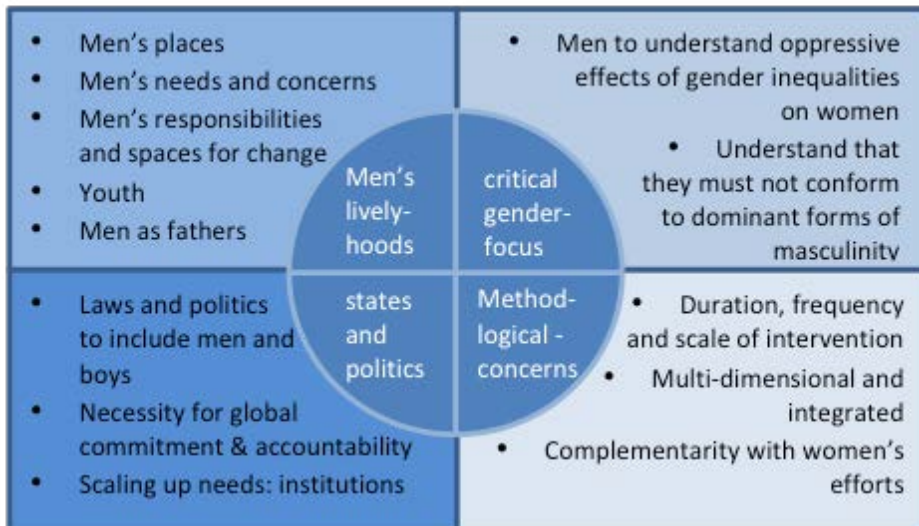 • Men's places
• Men's needs and concerns
• Men's responsibilities
and spaces for change
• Youth
• Men as fathers
• Men to understand oppressive
effects of gender inequalities
on women
• Understand that
they must not conform
to dominant forms of
masculinity
Men's
lively-
hoods
critical
gender-
focus
states
and
politics
Method-
logical -
concerns
• Laws and politics
to include men and
boys
• Necessity for global
commitment & accountability
• Scaling up needs: institutions
• Duration, frequency
and scale of intervention
• Multi-dimensional and
integrated
• Complementarity with women's
efforts